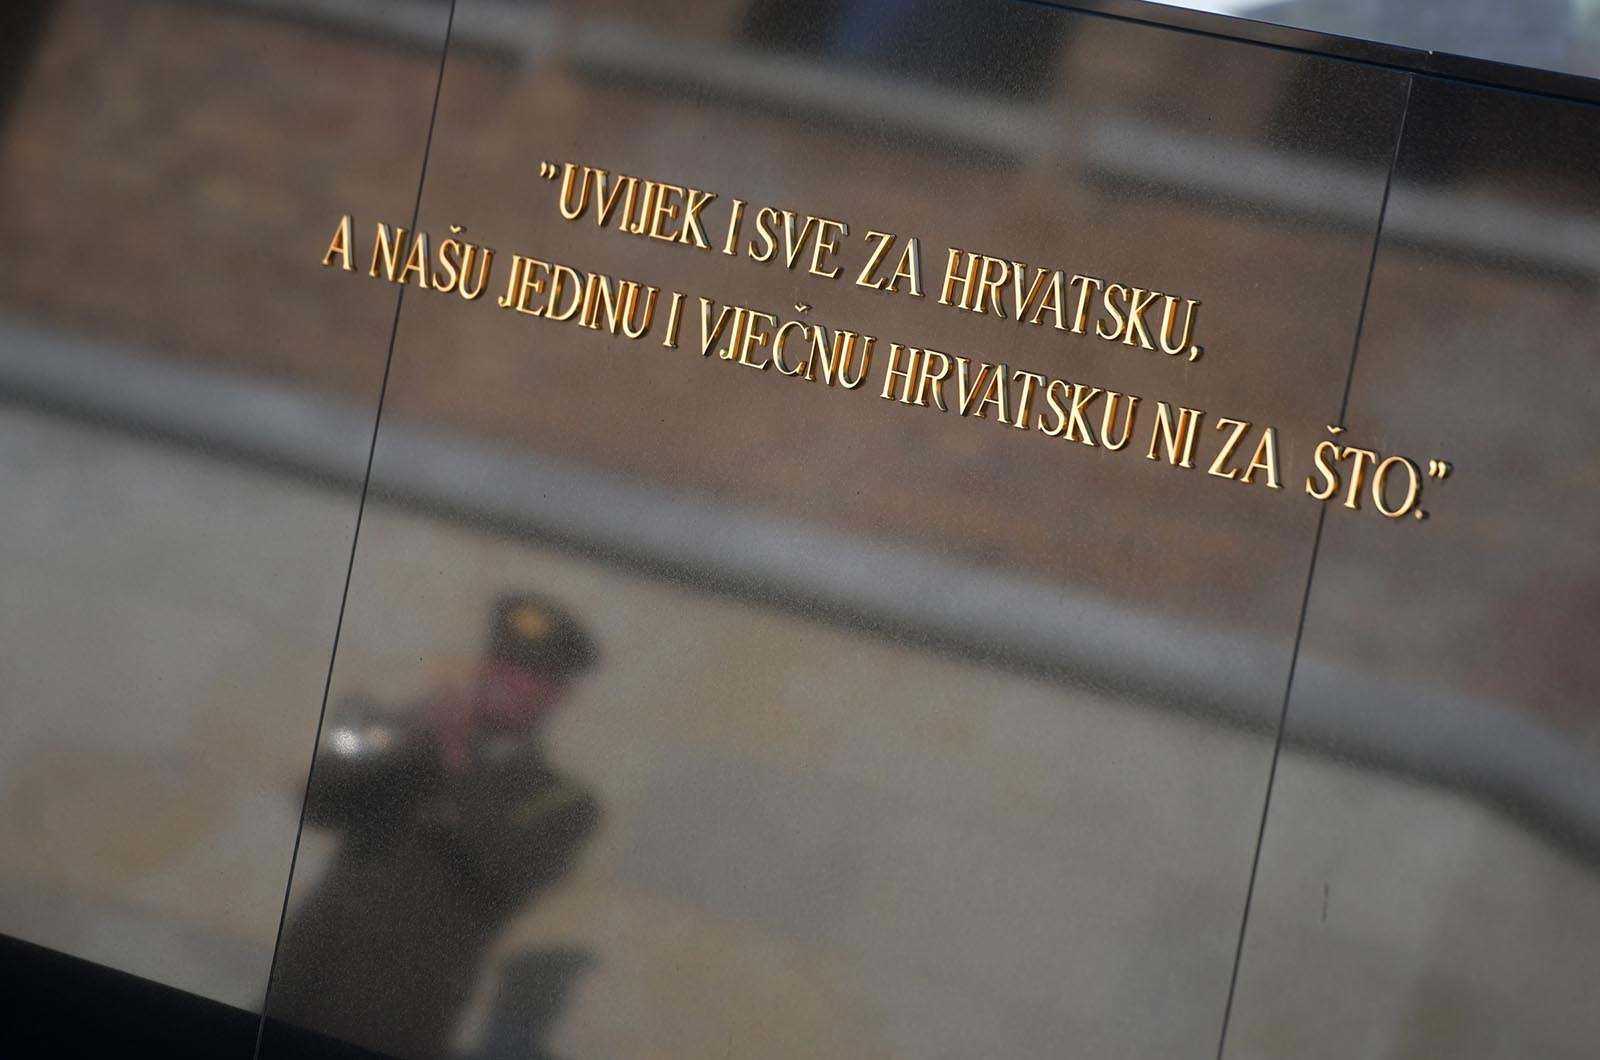 "UVIJEK I SVE ZA HRVATSKU,
A NAŠU JEDINU I VJEČNU HRVATSKU NI ZA ŠTO."